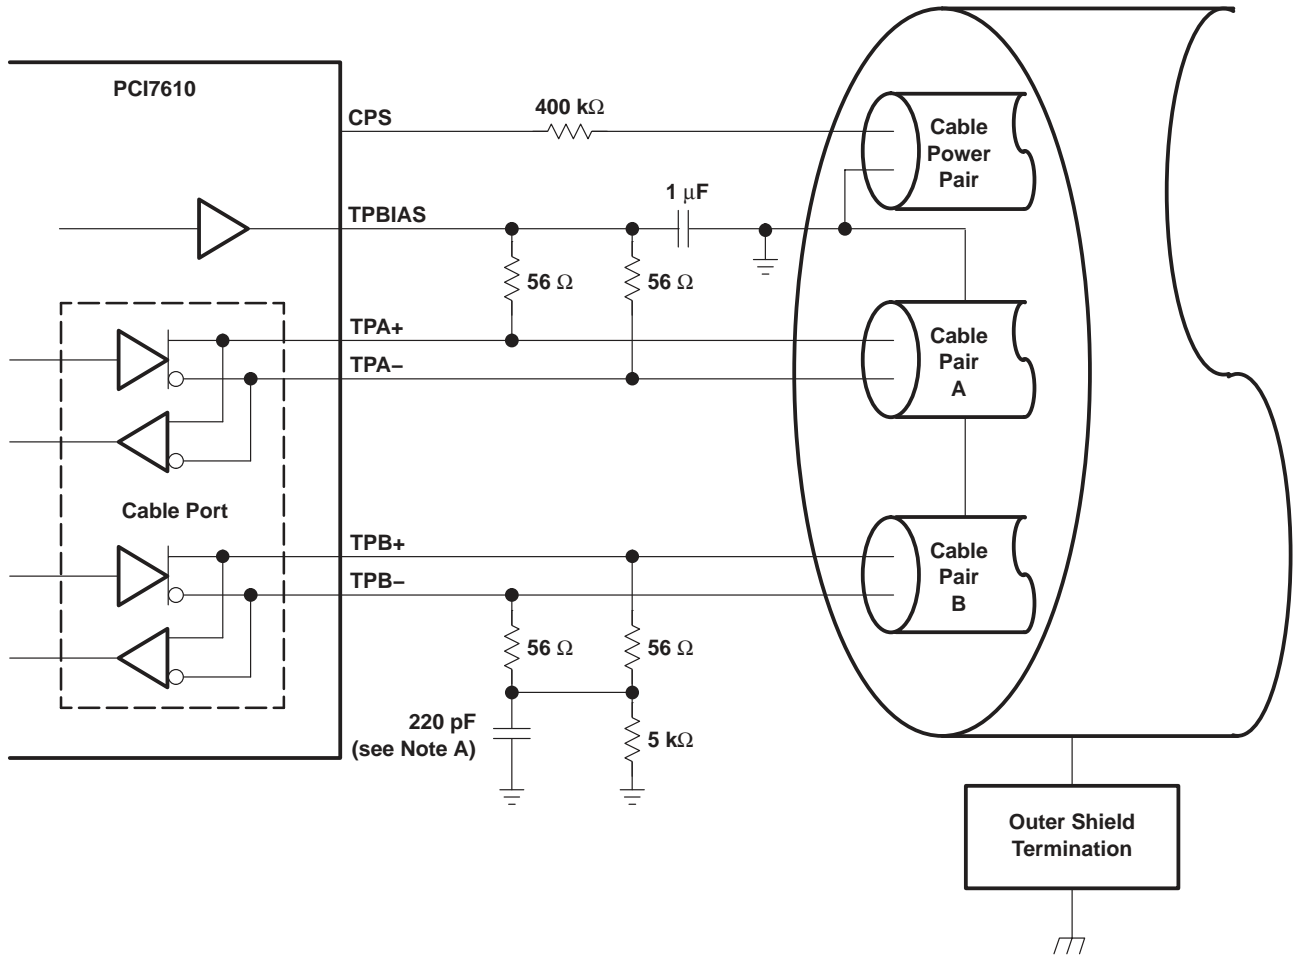 PCI7610
CPS
400 kΩ
Cable
Power
Pair
TPBIAS
1 μF
56 Ω
56 Ω
TPA+
TPA–
Cable
Pair
A
Cable Port
TPB+
TPB–
Cable
Pair
B
56 Ω
56 Ω
220 pF
(see Note A)
5 kΩ
Outer Shield
Termination